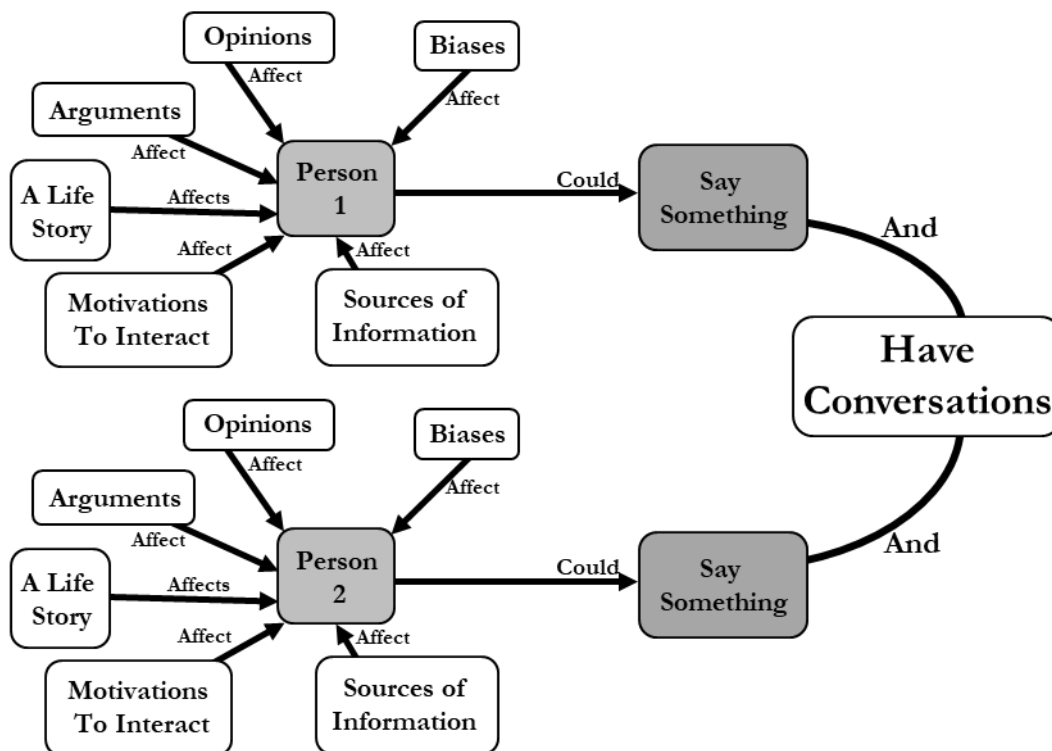 Opinions
Biases
Affect
Affect
Arguments
Affect
Person
1
Could
Say
Something
A Life
Story
Affects
And
Affect
Affect
Motivations
To Interact
Sources of
Information
Have
Conversations
Opinions
Biases
Affect
Affect
Arguments
Affect
Person
2
Could
Say
Something
And
A Life
Story
Affects
Affect
Affect
Motivations
To Interact
Sources of
Information